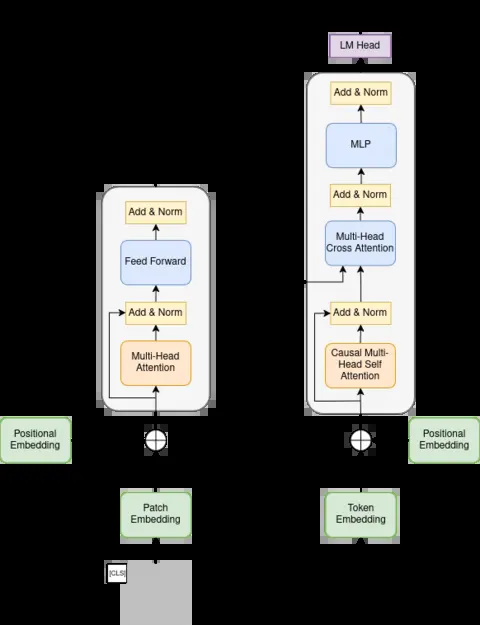 LM Head
Add & Norm
MLP
Add & Norm
Multi-Head
Cross Attention
Add & Norm
Causal Multi-
Head Self
Attention
Add & Norm
Feed Forward
Add & Norm
Multi-Head
Attention
Positional
Embedding
Positional
Embedding
Patch
Embedding
Token
Embedding
[CLS]